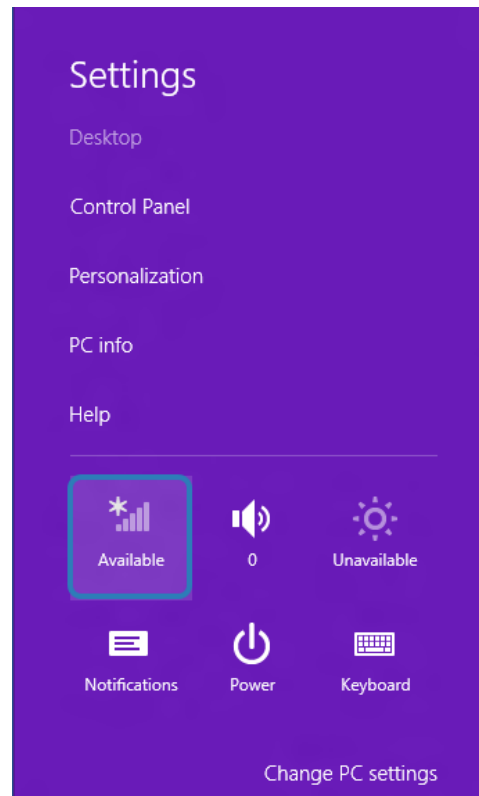 Settings
Desktop
Control Panel
Personalization
PC info
Help
Available 0 Unavailable
Notifications Power Keyboard
Change PC settings